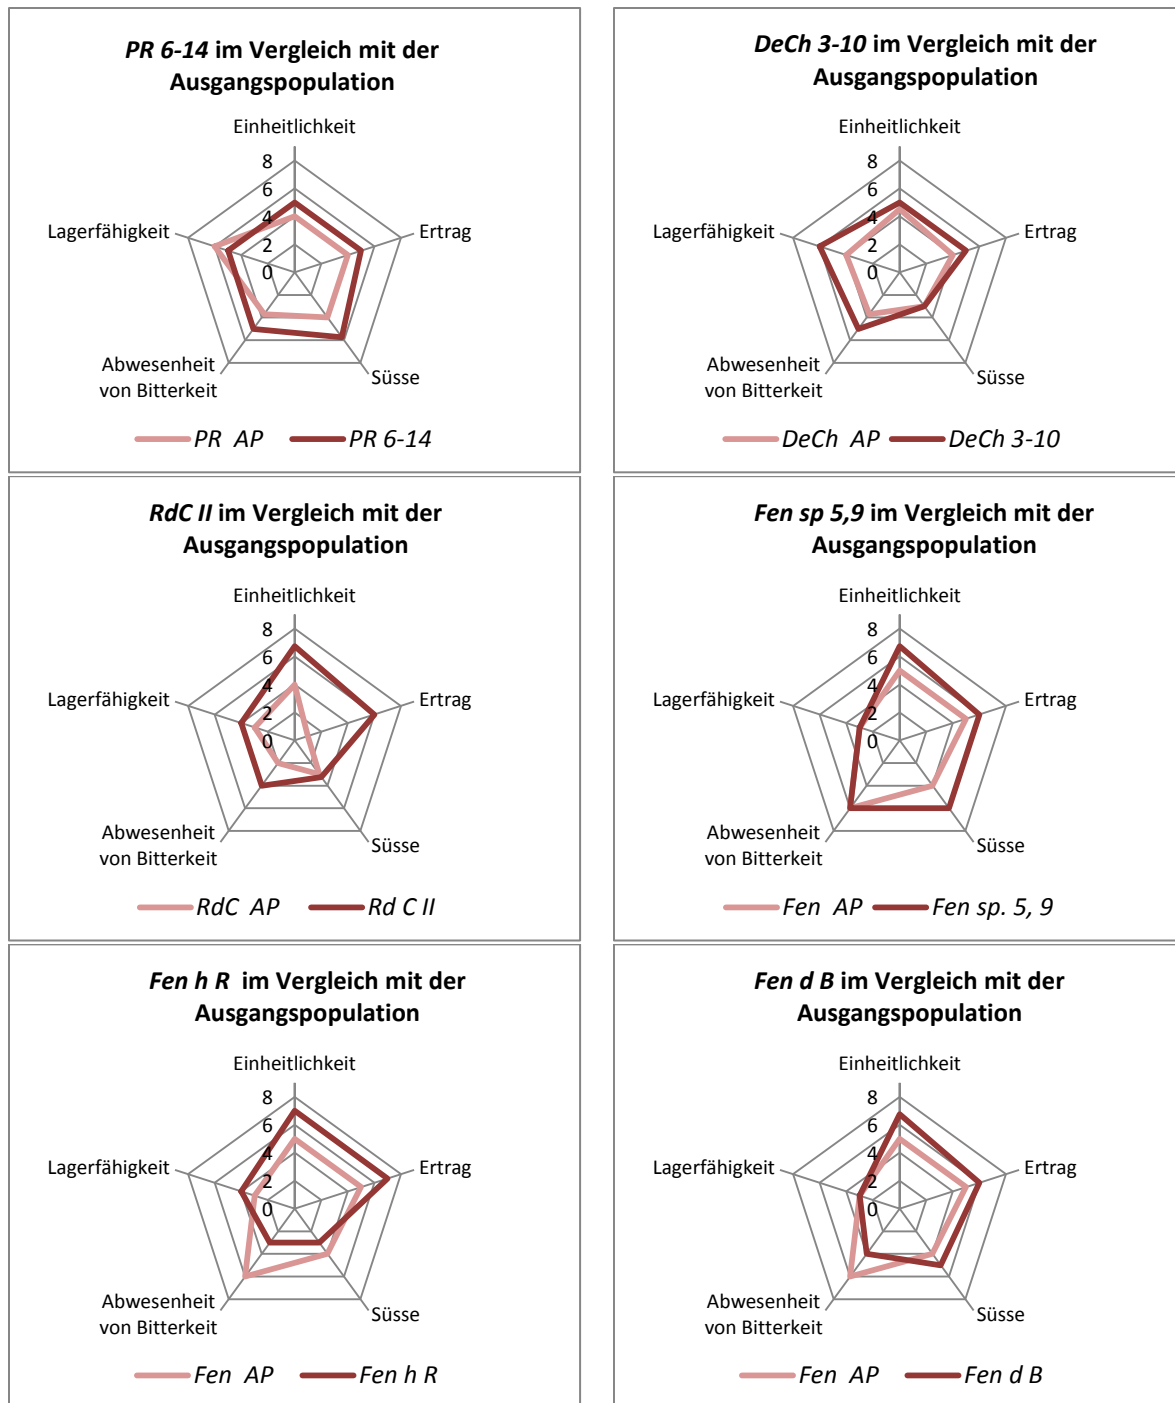 PR 6-14 im Vergleich mit der
Ausgangspopulation
Einheitlichkeit
8
6
4
2
0
Lagerfähigkeit
Ertrag
Abwesenheit
von Bitterkeit
Süsse
PR AP
PR 6-14
DeCh 3-10 im Vergleich mit der
Ausgangspopulation
Einheitlichkeit
8
6
4
2
0
Lagerfähigkeit
Ertrag
Abwesenheit
von Bitterkeit
Süsse
DeCh AP
DeCh 3-10
RdC II im Vergleich mit der
Ausgangspopulation
Einheitlichkeit
8
6
4
2
0
Lagerfähigkeit
Ertrag
Abwesenheit
von Bitterkeit
Süsse
RdC AP
Rd C II
Fen sp 5,9 im Vergleich mit der
Ausgangspopulation
Einheitlichkeit
8
6
4
2
0
Lagerfähigkeit
Ertrag
Abwesenheit
von Bitterkeit
Süsse
Fen AP
Fen sp. 5, 9
Fen h R im Vergleich mit der
Ausgangspopulation
Einheitlichkeit
8
6
4
2
0
Lagerfähigkeit
Ertrag
Abwesenheit
von Bitterkeit
Süsse
Fen AP
Fen h R
Fen d B im Vergleich mit der
Ausgangspopulation
Einheitlichkeit
8
6
4
2
0
Lagerfähigkeit
Ertrag
Abwesenheit
von Bitterkeit
Süsse
Fen AP
Fen d B